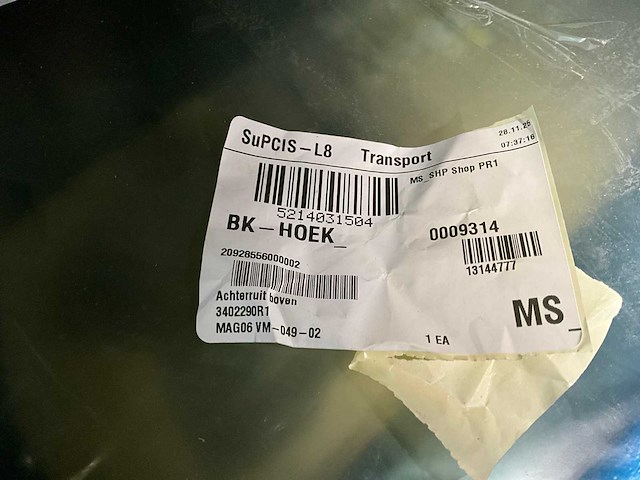 SuPCIS-L8 Transport
28.11.25
07:37:16
MS_SHP Shop PR1
5214031504
BK-HOEK_
0009314
13144777
20928556000002
Achterruit boven
3402290R1
MAG06 VM-049-02
1 EA
MS_